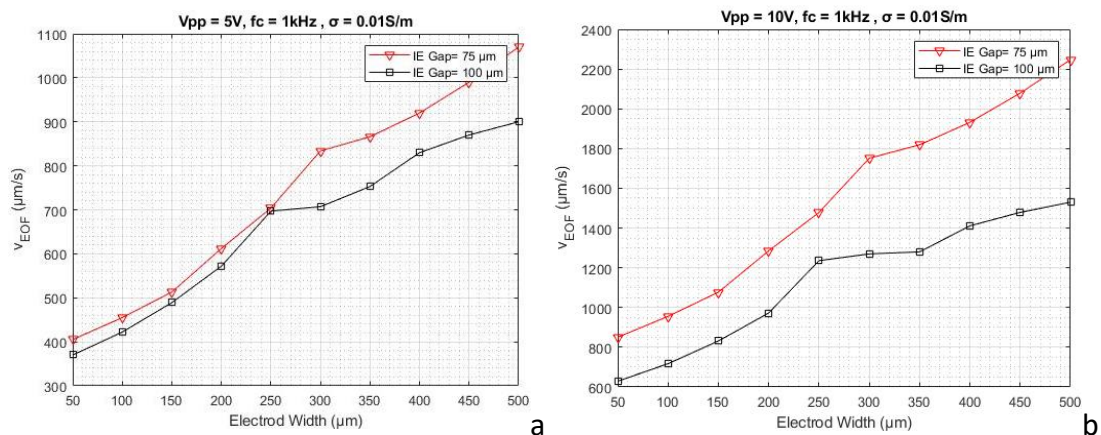 Vpp = 5V, fc = 1kHz , σ = 0.01S/m
1100
1000
900
800
700
600
500
400
300
v_EOF (μm/s)
IE Gap= 75 μm
IE Gap= 100 μm
50 100 150 200 250 300 350 400 450 500
Electrod Width (μm)
a
Vpp = 10V, fc = 1kHz , σ = 0.01S/m
2400
2200
2000
1800
1600
1400
1200
1000
800
600
v_EOF (μm/s)
IE Gap= 75 μm
IE Gap= 100 μm
50 100 150 200 250 300 350 400 450 500
Electrod Width (μm)
b